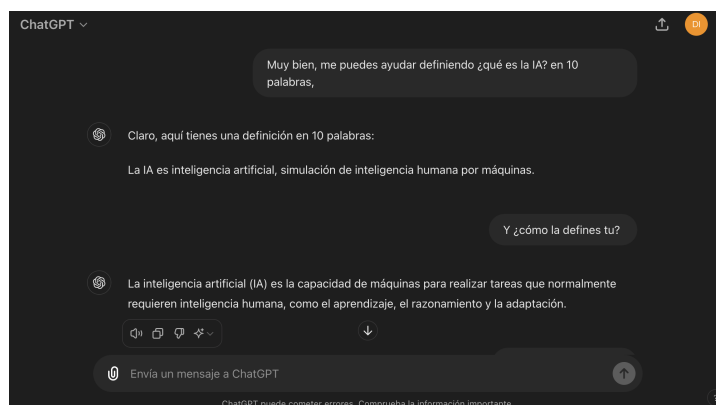 ChatGPT
DI
Muy bien, me puedes ayudar definiendo ¿qué es la IA? en 10
palabras,
Claro, aquí tienes una definición en 10 palabras:
La IA es inteligencia artificial, simulación de inteligencia humana por máquinas.
Y ¿cómo la defines tu?
La inteligencia artificial (IA) es la capacidad de máquinas para realizar tareas que normalmente
requieren inteligencia humana, como el aprendizaje, el razonamiento y la adaptación.
Envía un mensaje a ChatGPT
ChatGPT puede cometer errores. Comprueba la información importante.